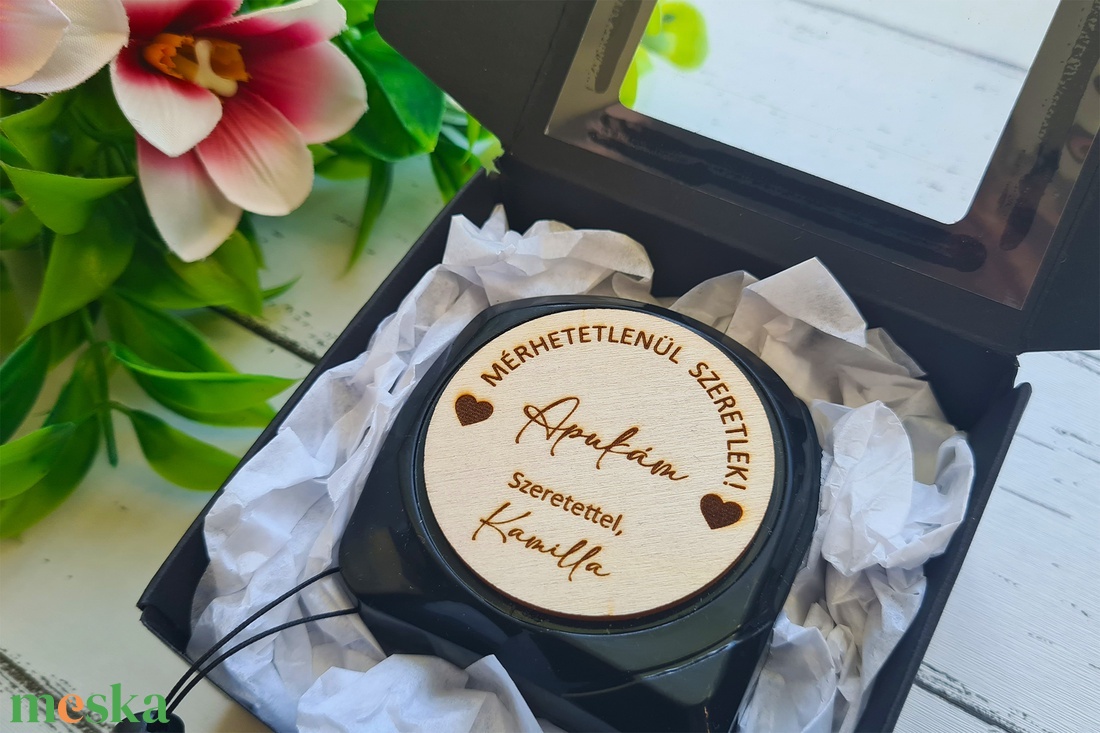 MÉRHETETLENÜL SZERETLEK!
Apukám
Szeretettel,
Kamilla
meska